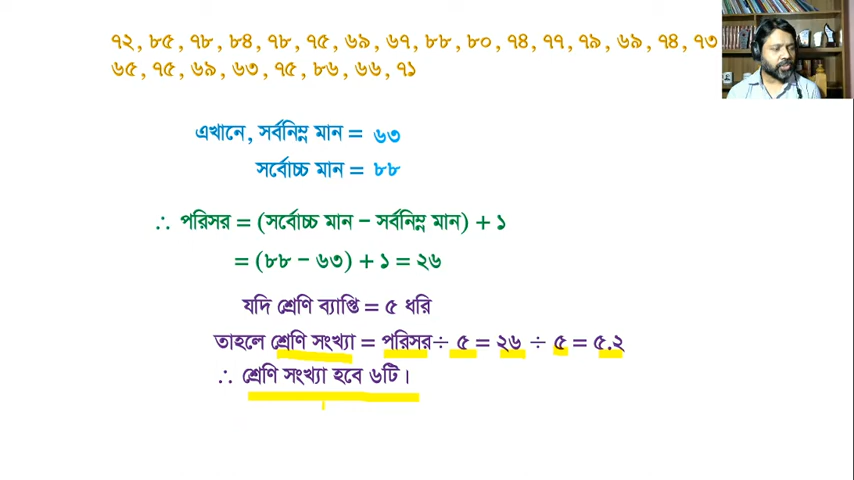 ৭২, ৮৫, ৭৮, ৮৪, ৭৮, ৭৫, ৬৯, ৬৭, ৮৮, ৮০, ৭৪, ৭৭, ৭৯, ৬৯, ৭৪, ৭৩
৬৫, ৭৫, ৬৯, ৬৩, ৭৫, ৮৬, ৬৬, ৭১
এখানে, সর্বনিম্ন মান = ৬৩
সর্বোচ্চ মান = ৮৮
∴ পরিসর = (সর্বোচ্চ মান – সর্বনিম্ন মান) + ১
= (৮৮ – ৬৩) + ১ = ২৬
যদি শ্রেণি ব্যাপ্তি = ৫ ধরি
তাহলে শ্রেণি সংখ্যা = পরিসর ÷ ৫ = ২৬ ÷ ৫ = ৫.২
∴ শ্রেণি সংখ্যা হবে ৬টি।